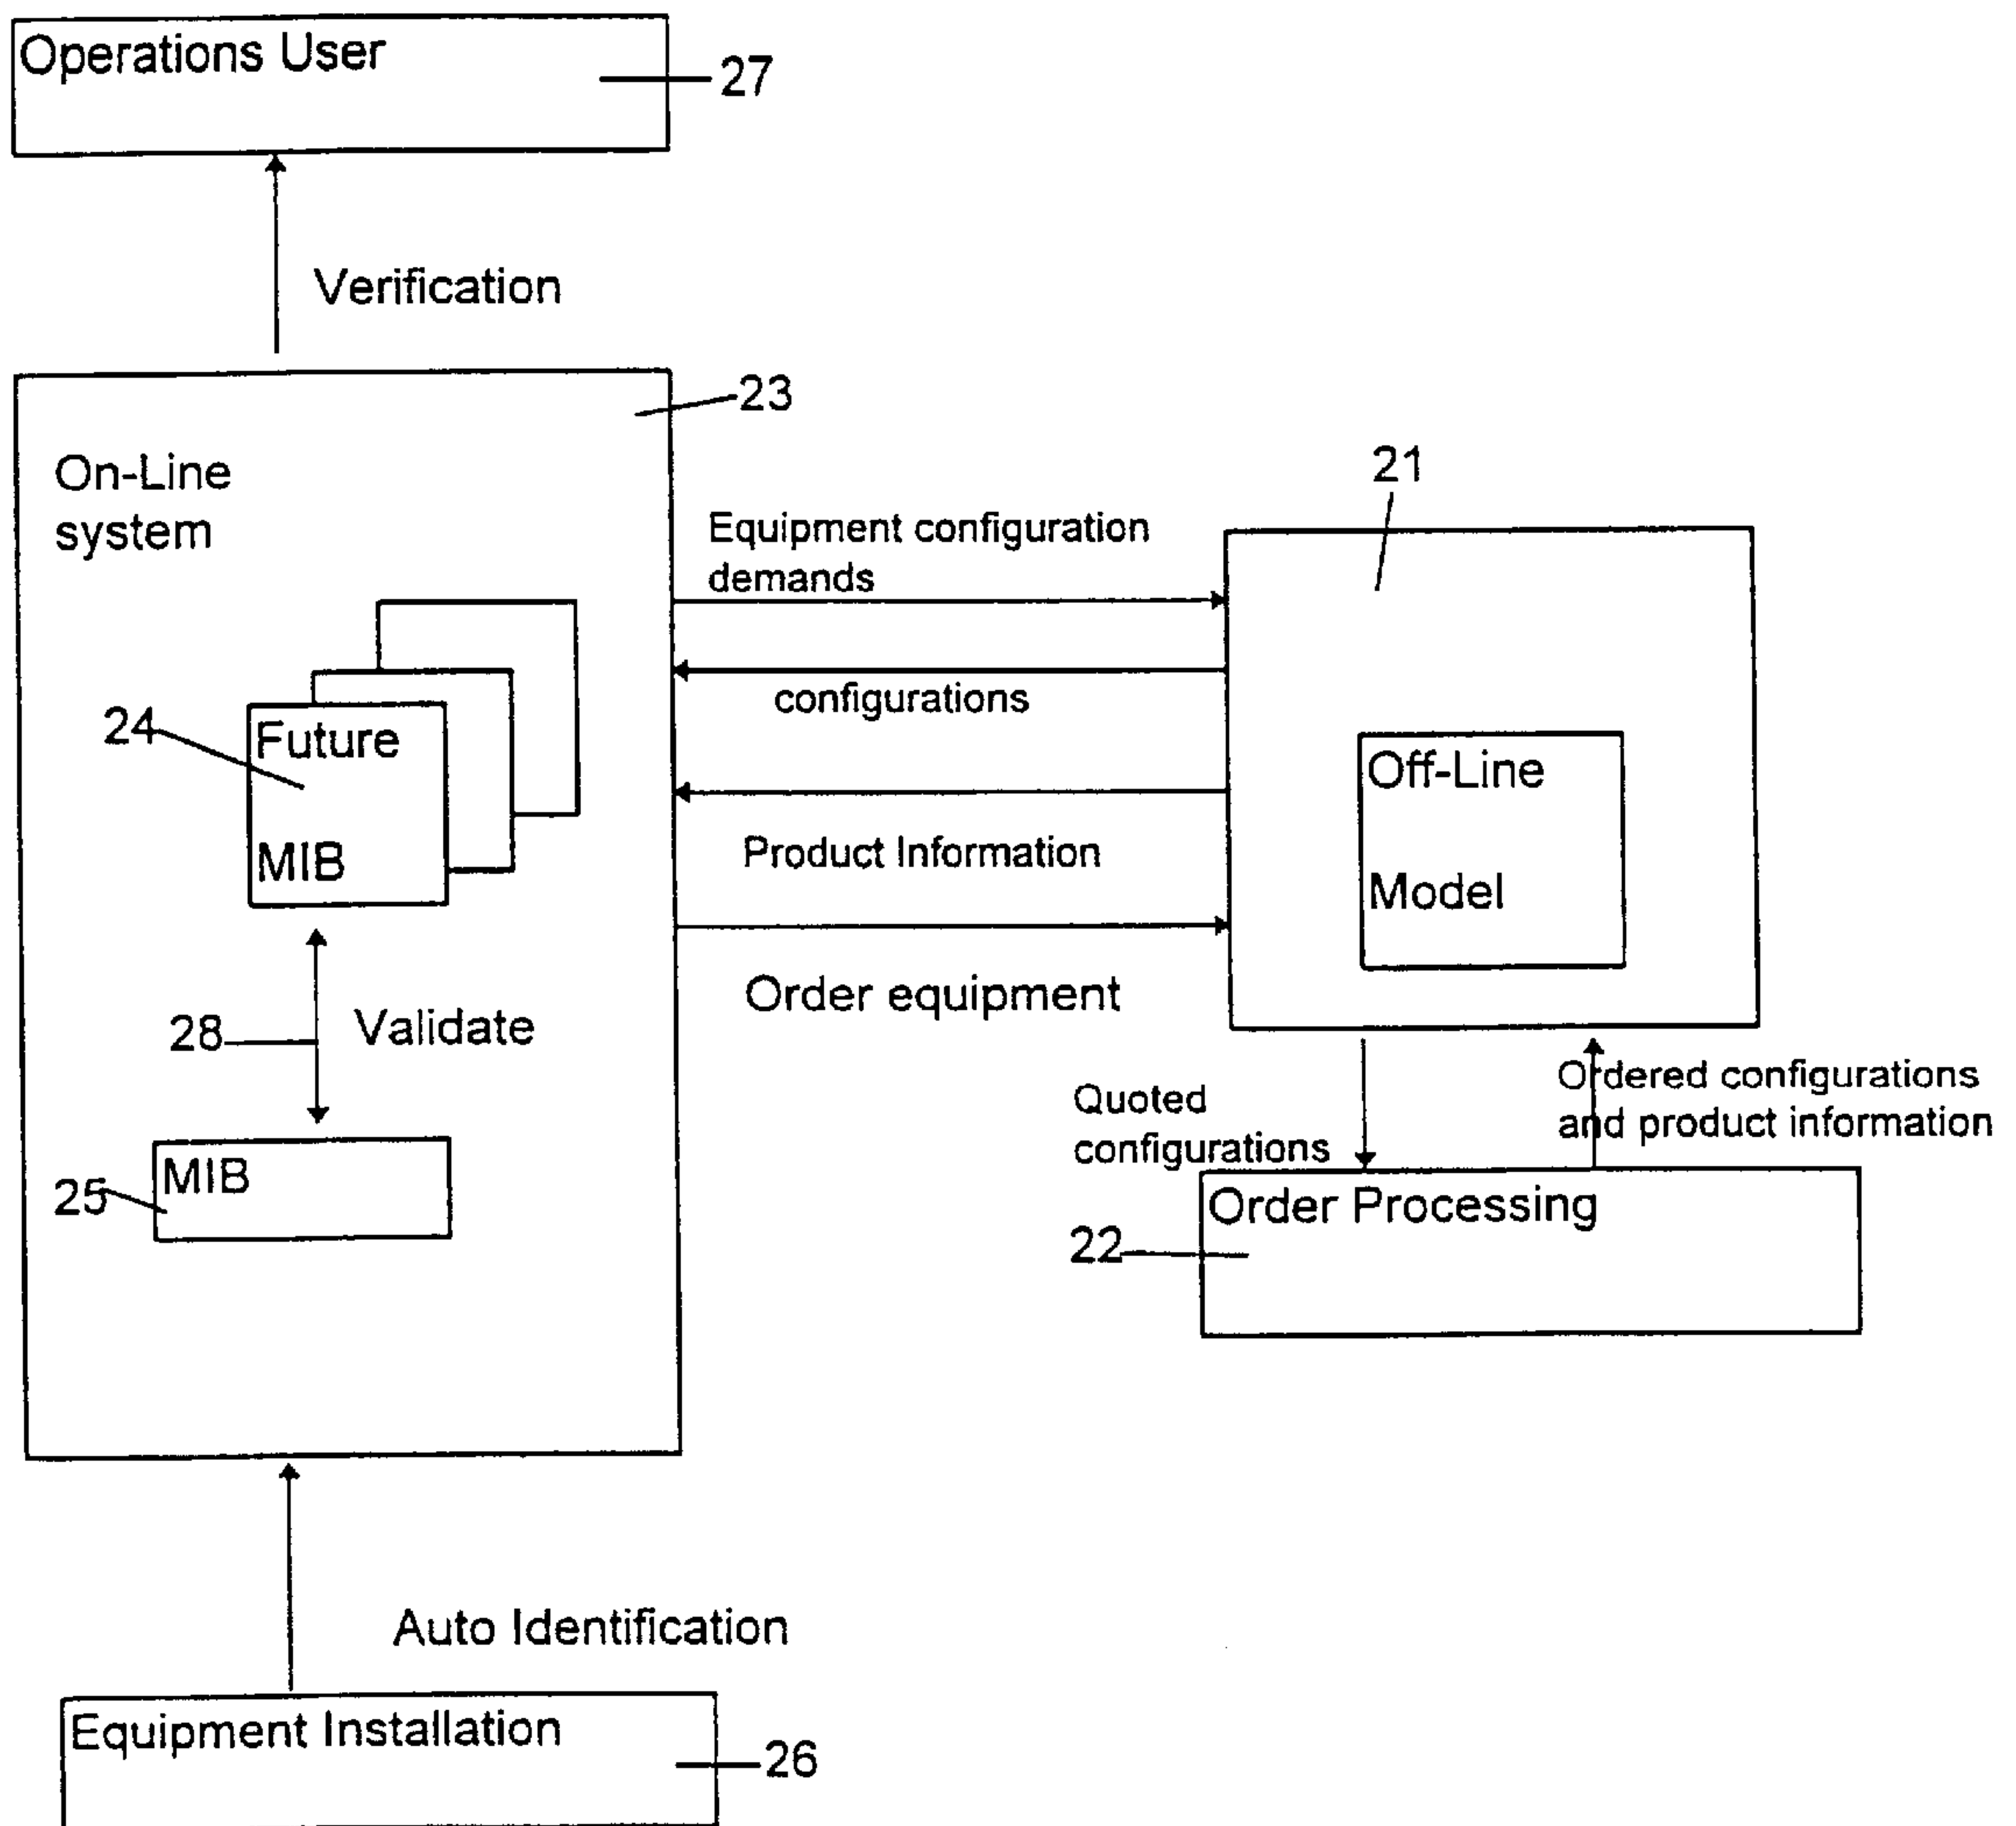 Operations User
27
Verification
23
On-Line
system
21
Equipment configuration
demands
configurations
24
Future
MIB
Off-Line
Model
Product Information
Order equipment
28
Validate
Quoted
configurations
Ordered configurations
and product information
25
MIB
Order Processing
22
Auto Identification
Equipment Installation
26